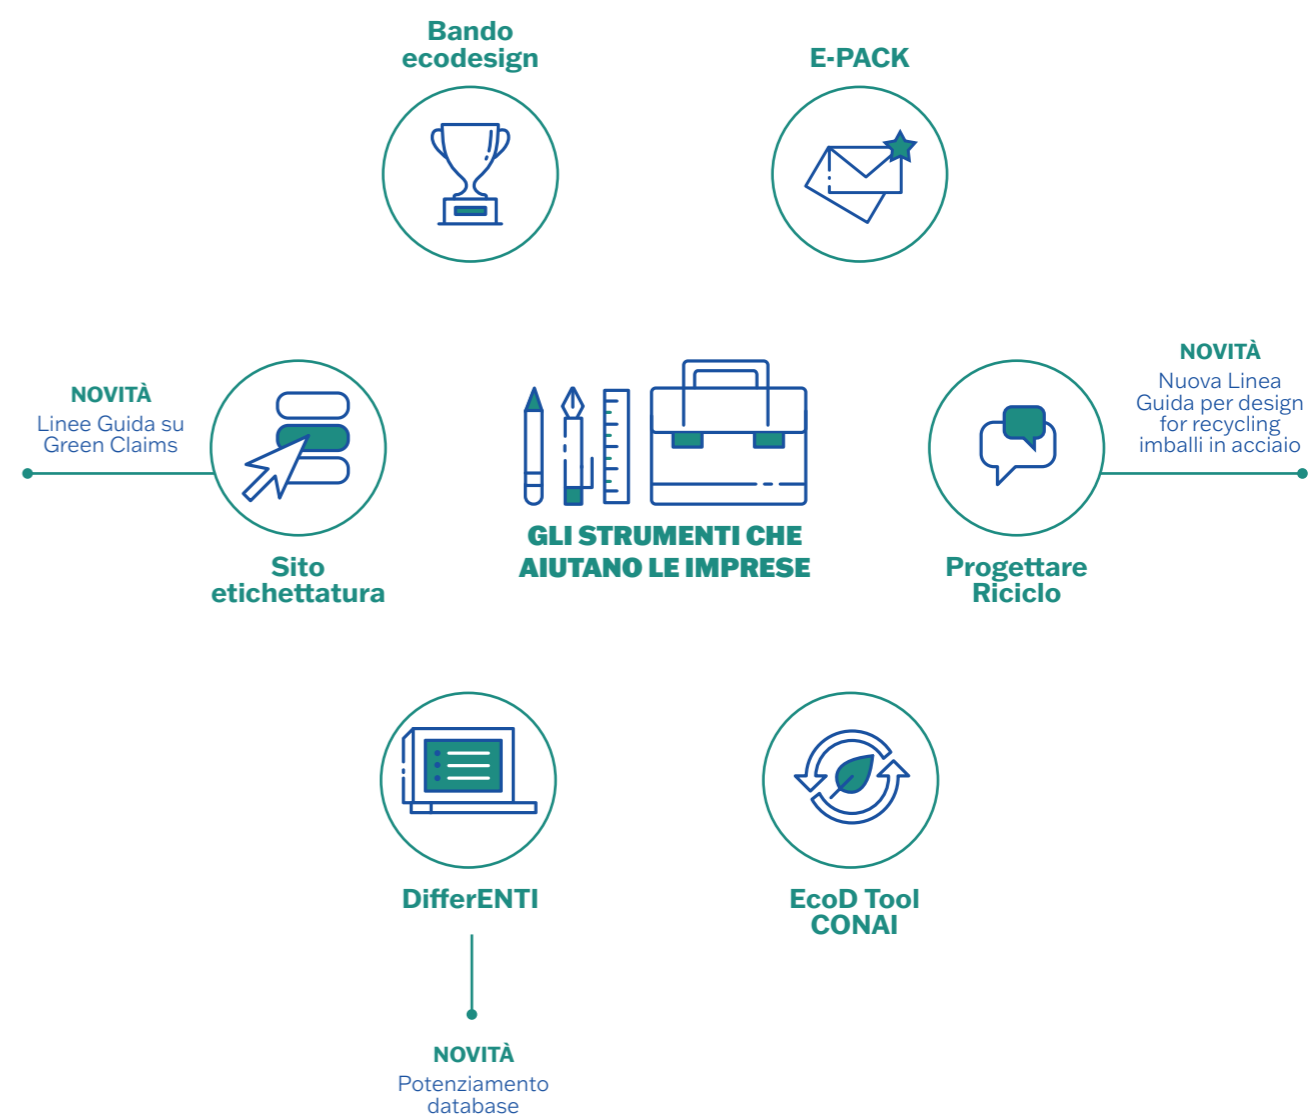 Bando
ecodesign
E-PACK
NOVITÀ
Linee Guida su
Green Claims
NOVITÀ
Nuova Linea
Guida per design
for recycling
imballi in acciaio
GLI STRUMENTI CHE
AIUTANO LE IMPRESE
Sito
etichettatura
Progettare
Riciclo
DifferENTI
EcoD Tool
CONAI
NOVITÀ
Potenziamento
database